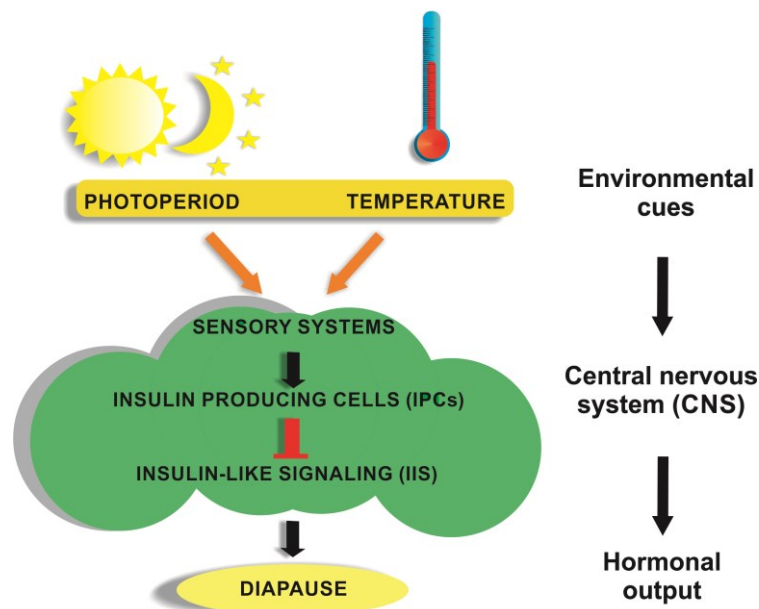 PHOTOPERIOD
TEMPERATURE
SENSORY SYSTEMS
INSULIN PRODUCING CELLS (IPCs)
INSULIN-LIKE SIGNALING (IIS)
DIAPAUSE
Environmental
cues
Central nervous
system (CNS)
Hormonal
output